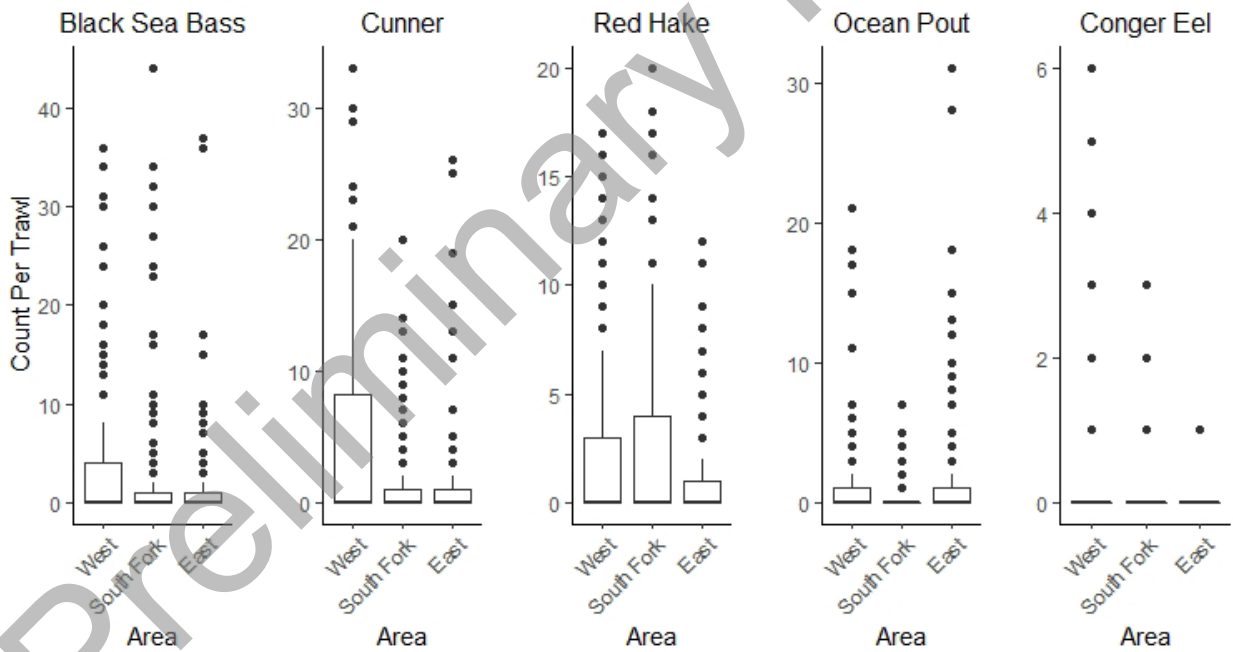 Black Sea Bass
Cunner
Red Hake
Ocean Pout
Conger Eel
Count Per Trawl
40
30
20
10
0
30
20
10
0
20
15
10
5
0
30
20
10
0
6
4
2
0
West
South Fork
East
West
South Fork
East
West
South Fork
East
West
South Fork
East
West
South Fork
East
Area
Area
Area
Area
Area
Preliminary